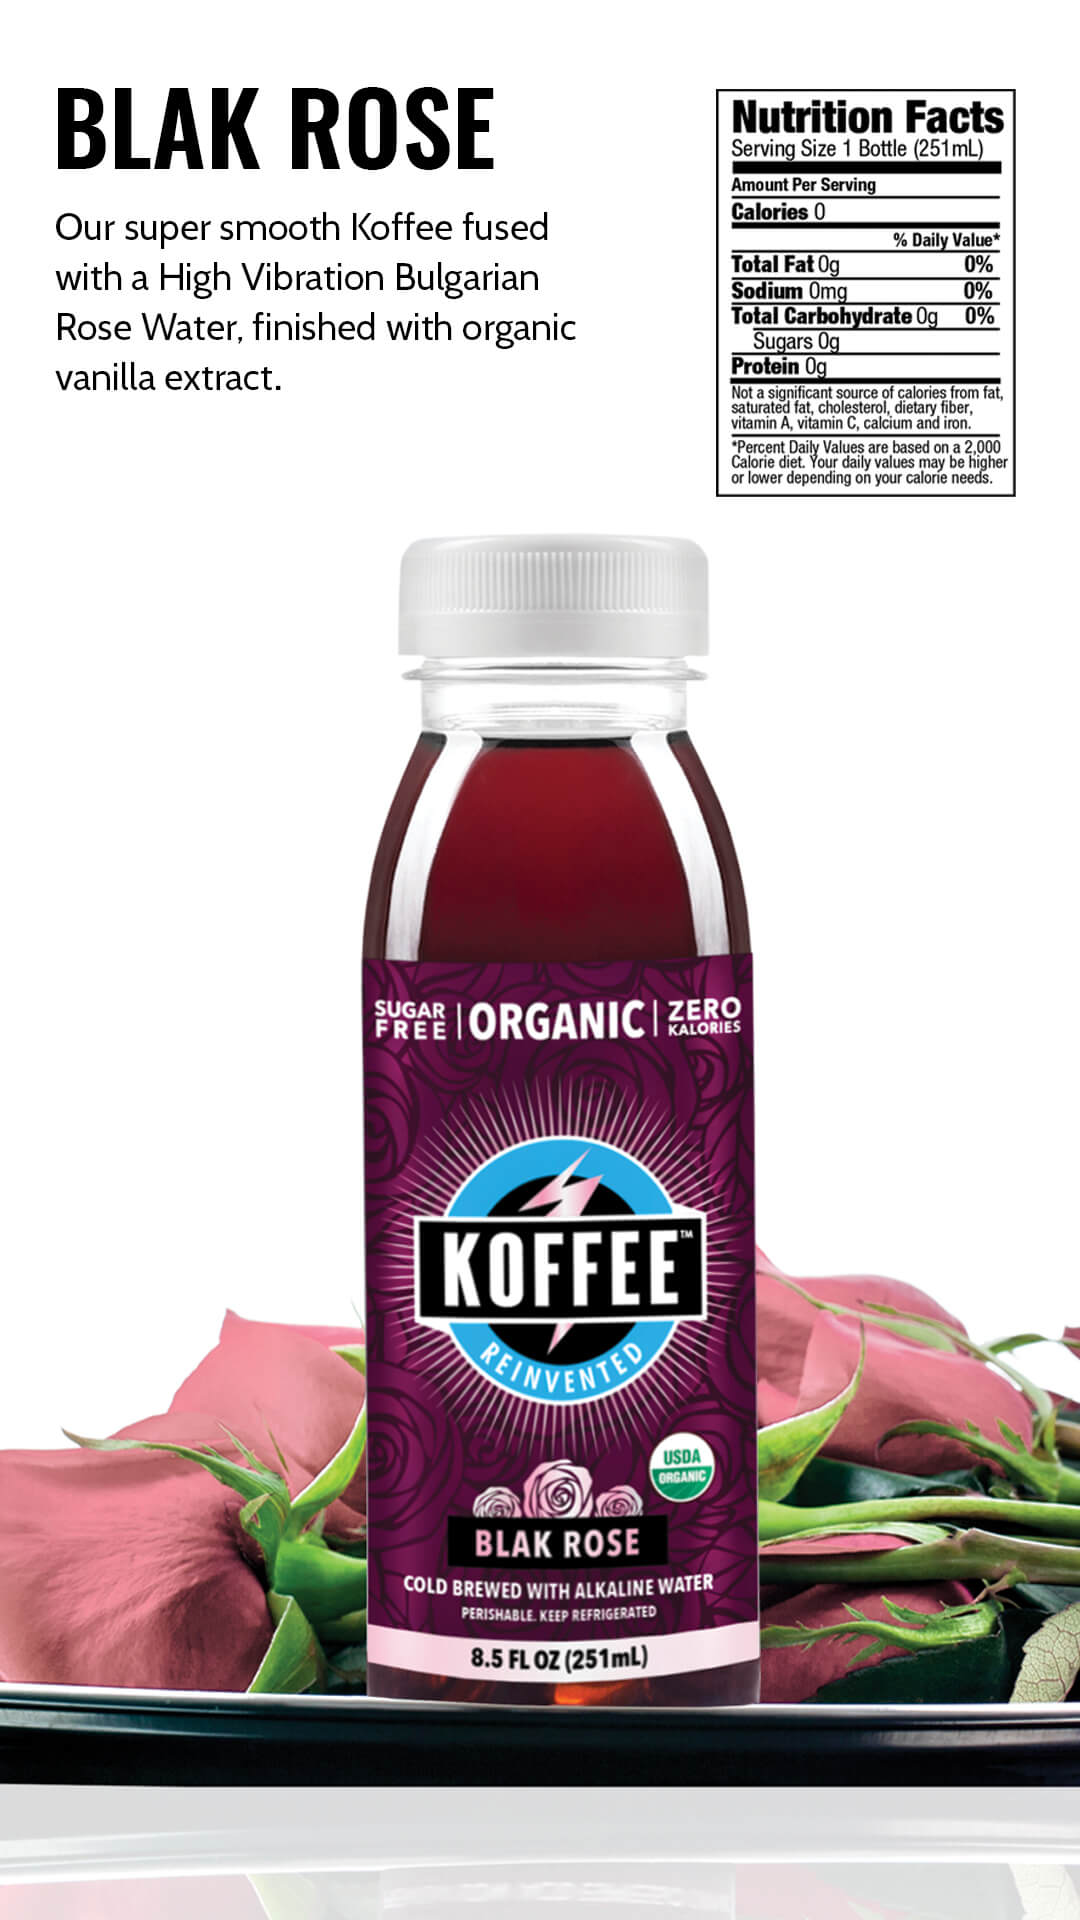 BLAK ROSE
Our super smooth Koffee fused
with a High Vibration Bulgarian
Rose Water, finished with organic
vanilla extract.
Nutrition Facts
Serving Size 1 Bottle (251mL)
Amount Per Serving
Calories 0
% Daily Value*
Total Fat 0g 0%
Sodium 0mg 0%
Total Carbohydrate 0g 0%
Sugars 0g
Protein 0g
Not a significant source of calories from fat,
saturated fat, cholesterol, dietary fiber,
vitamin A, vitamin C, calcium and iron.
*Percent Daily Values are based on a 2,000
Calorie diet. Your daily values may be higher
or lower depending on your calorie needs.
SUGAR FREE | ORGANIC | ZERO KALORIES
KOFFEE™
REINVENTED
USDA
ORGANIC
BLAK ROSE
COLD BREWED WITH ALKALINE WATER
PERISHABLE. KEEP REFRIGERATED
8.5 FL OZ (251mL)